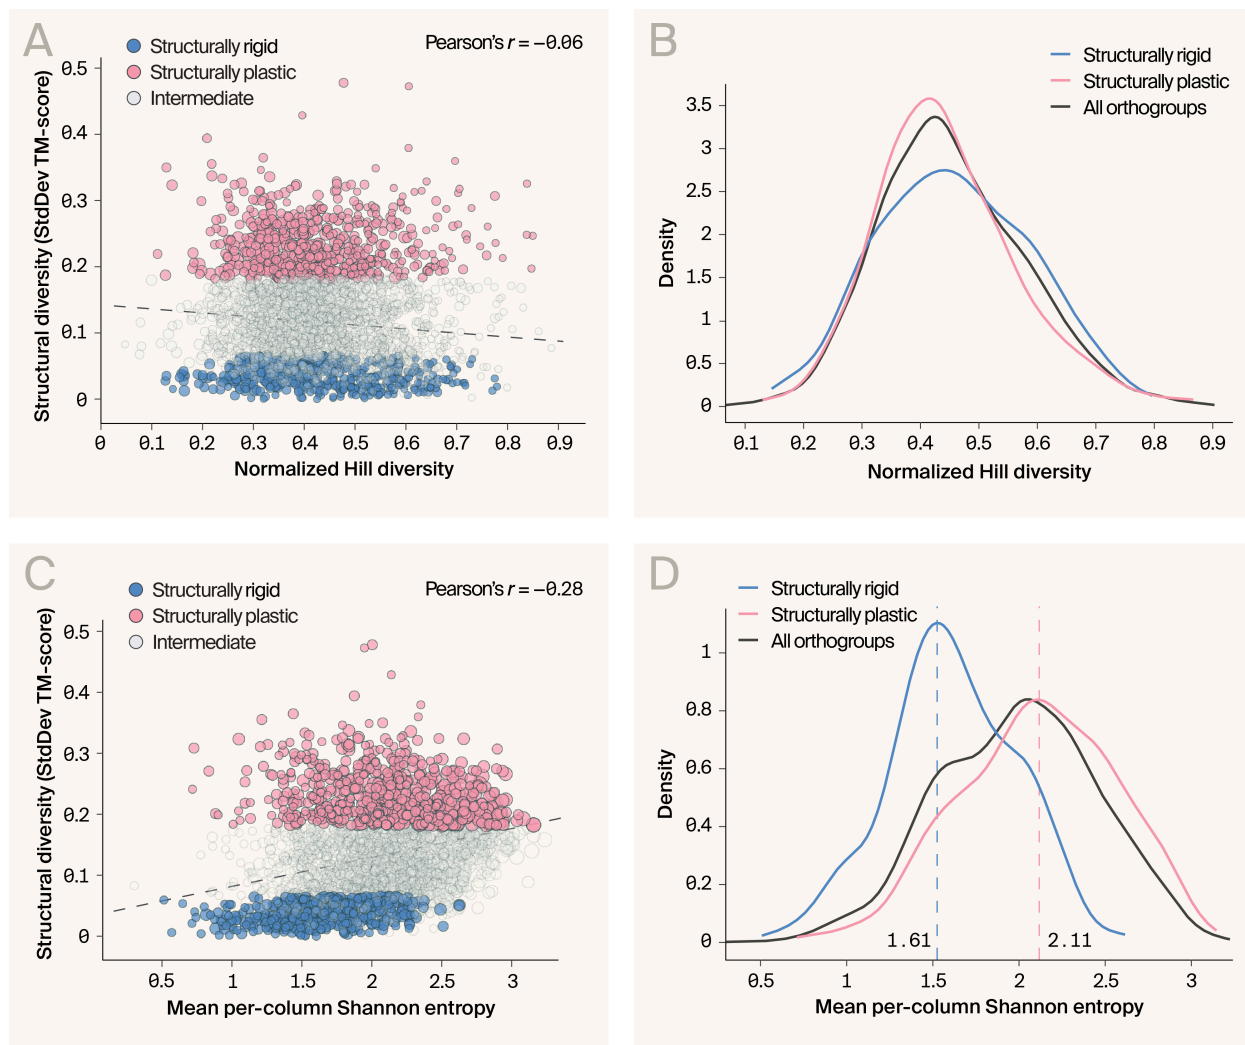 A
Structurally rigid
Structurally plastic
Intermediate
Pearson's r = −0.06
Structural diversity (StdDev TM-score)
0.5
0.4
0.3
0.2
0.1
0
0 0.1 0.2 0.3 0.4 0.5 0.6 0.7 0.8 0.9
Normalized Hill diversity
B
Structurally rigid
Structurally plastic
All orthogroups
Density
3.5
3
2.5
2
1.5
1
0.5
0
0.1 0.2 0.3 0.4 0.5 0.6 0.7 0.8 0.9
Normalized Hill diversity
C
Structurally rigid
Structurally plastic
Intermediate
Pearson's r = −0.28
Structural diversity (StdDev TM-score)
0.5
0.4
0.3
0.2
0.1
0
0.5 1 1.5 2 2.5 3
Mean per-column Shannon entropy
D
Structurally rigid
Structurally plastic
All orthogroups
Density
1
0.8
0.6
0.4
0.2
0
1.61 2.11
0.5 1 1.5 2 2.5 3
Mean per-column Shannon entropy